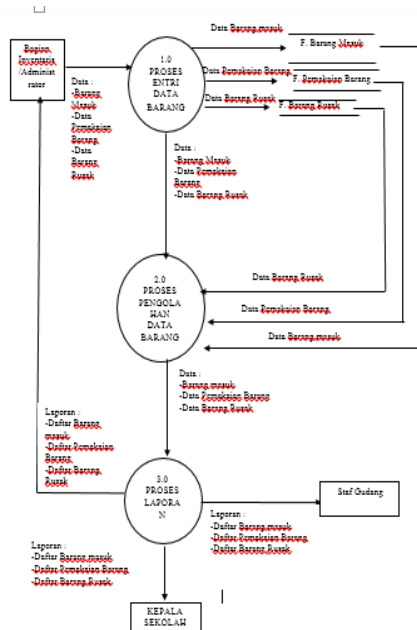 Data Barang masuk
Bagian
Inventaris
/Administ
rator
1.0
PROSES
ENTRI
DATA
BARANG
F. Barang Masuk
Data Pemakaian Barang
F. Pemakaian Barang
Data Barang Rusak
F. Barang Rusak
Data :
-Barang
Masuk
-Data
Pemakaian
Barang
-Data
Barang
Rusak
Data :
-Barang Masuk
-Data Pemakaian
Barang
-Data Barang Rusak
2.0
PROSES
PENGOLA
HAN
DATA
BARANG
Data Barang Rusak
Data Pemakaian Barang
Data Barang masuk
Data :
-Barang masuk
-Data Pemakaian Barang
-Data Barang Rusak
Laporan :
-Daftar Barang
masuk
-Daftar Pemakaian
Barang
-Daftar Barang
Rusak
3.0
PROSES
LAPORA
N
Staf Gudang
Laporan :
-Daftar Barang masuk
-Daftar Pemakaian Barang
-Daftar Barang Rusak
Laporan :
-Daftar Barang masuk
-Daftar Pemakaian Barang
-Daftar Barang Rusak
KEPALA
SEKOLAH